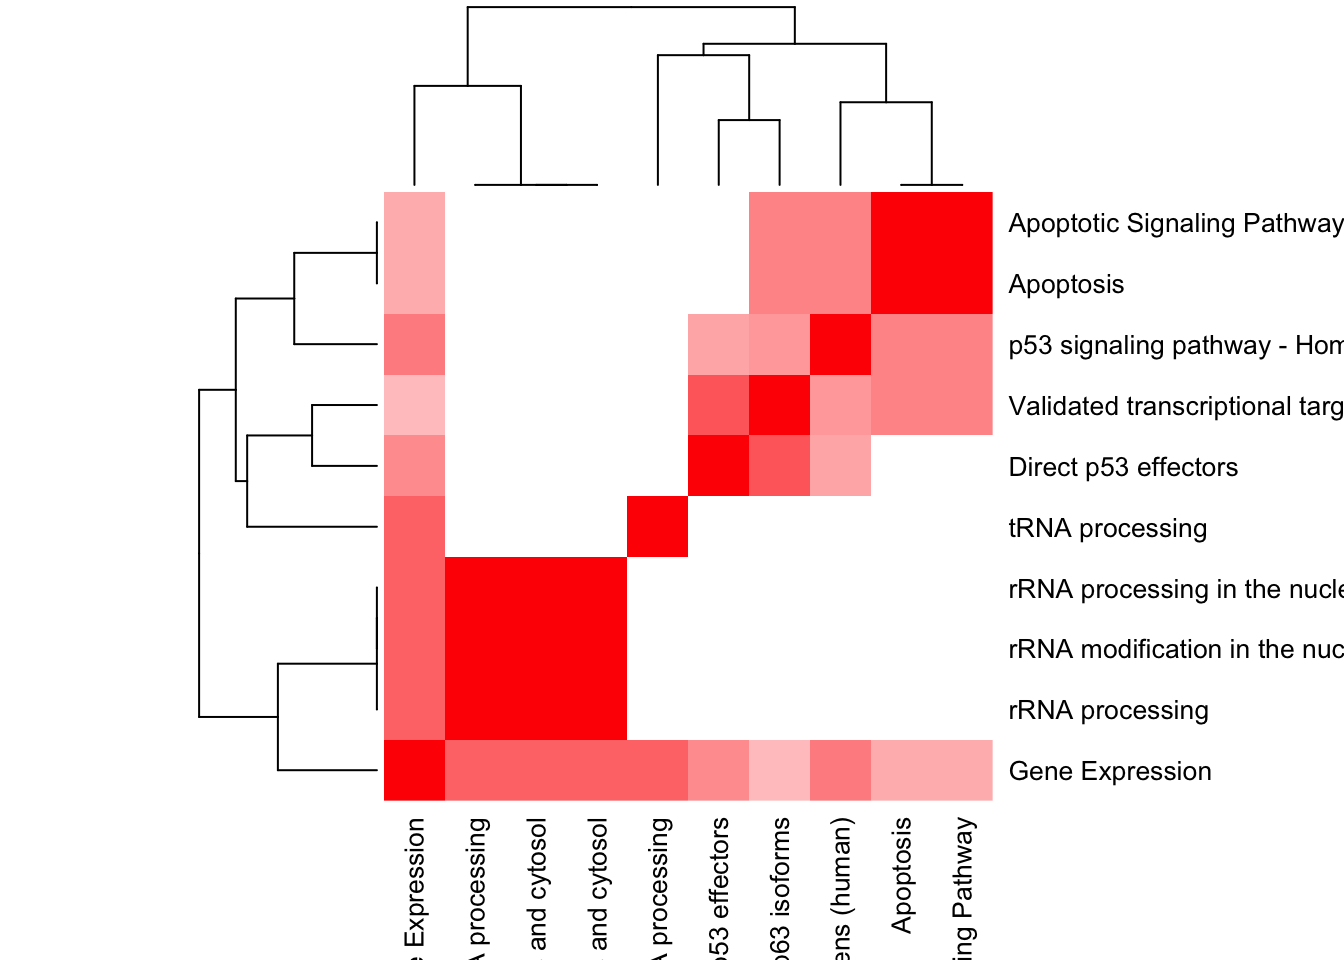 Apoptotic Signaling Pathway
Apoptosis
p53 signaling pathway - Hom
Validated transcriptional targ
Direct p53 effectors
tRNA processing
rRNA processing in the nucle
rRNA modification in the nuc
rRNA processing
Gene Expression
Expression
processing
and cytosol
and cytosol
processing
p53 effectors
p63 isoforms
ens (human)
Apoptosis
ing Pathway